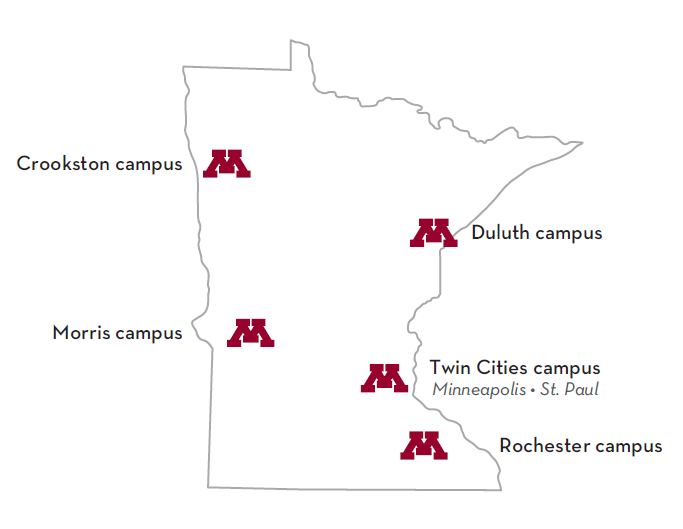 Crookston campus
Duluth campus
Morris campus
Twin Cities campus
Minneapolis • St. Paul
Rochester campus